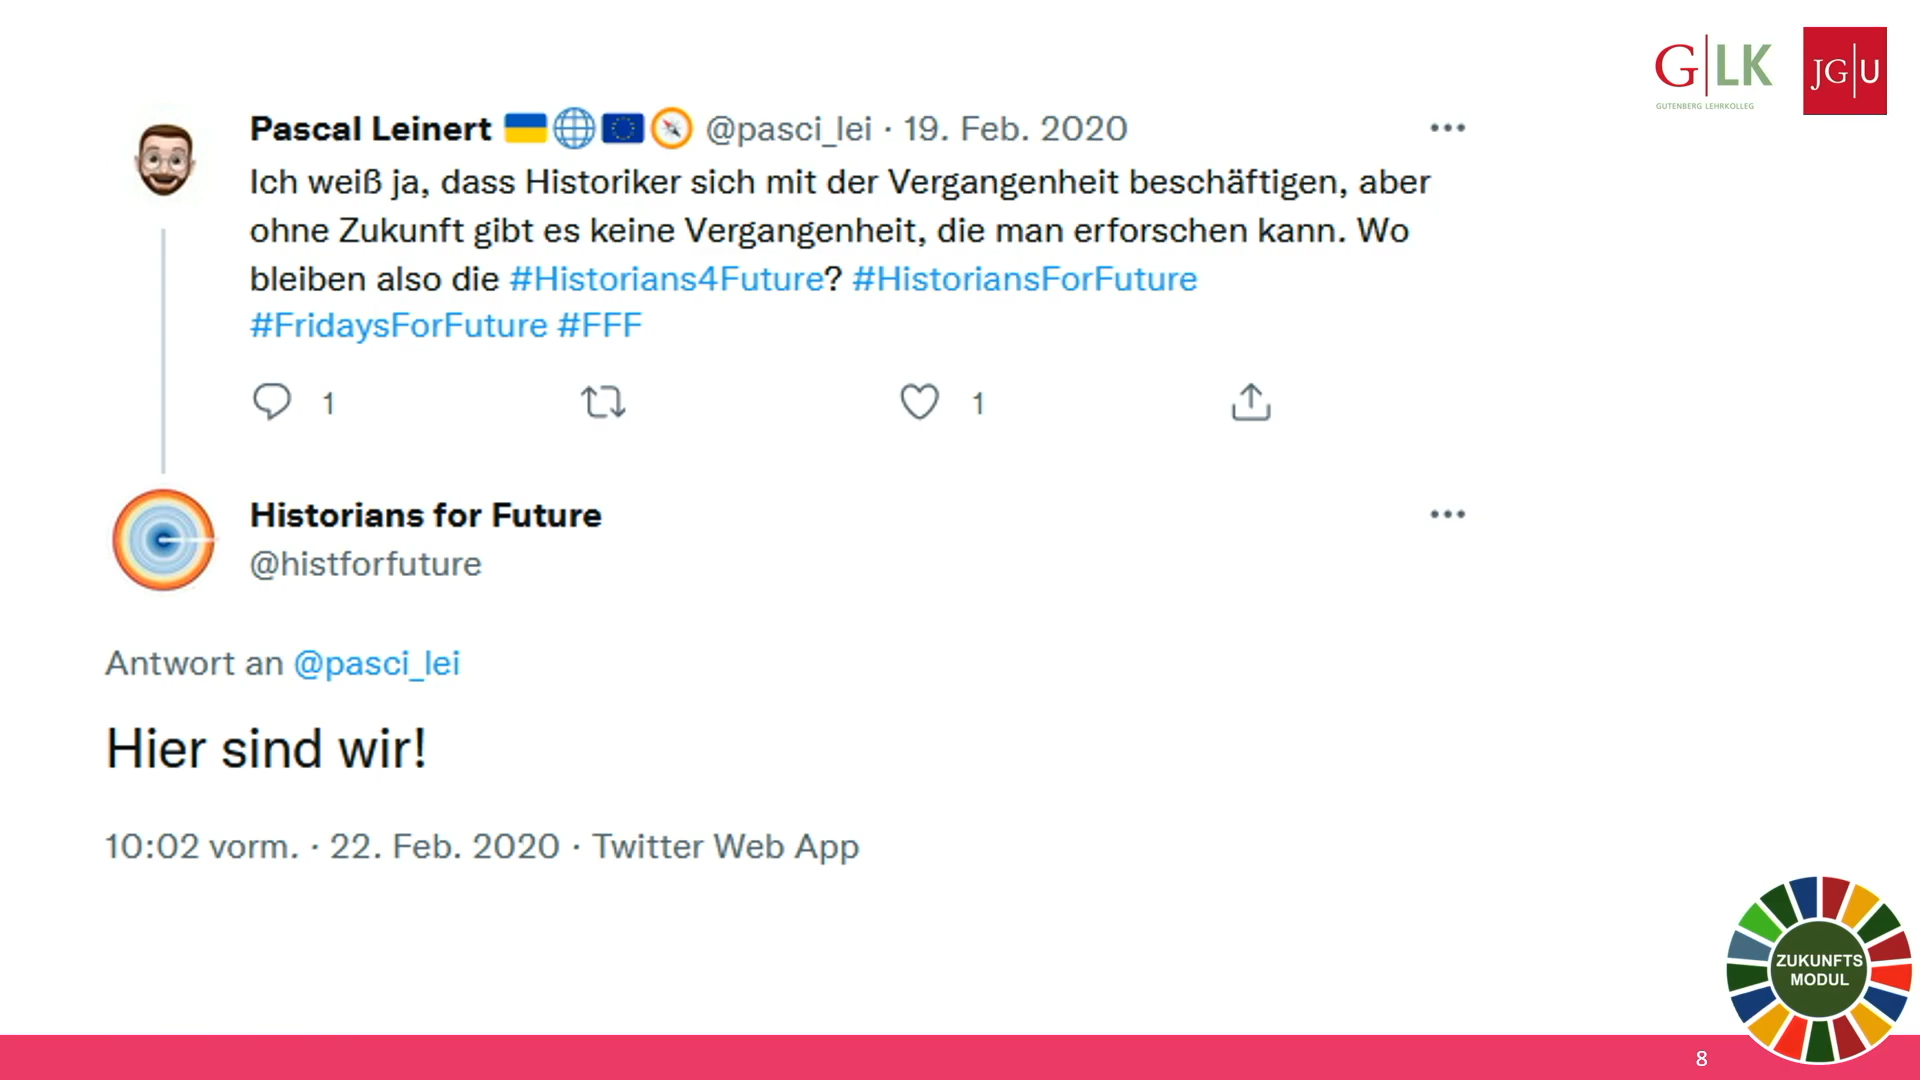 G|LK
GUTENBERG LEHRKOLLEG
JG|U
Pascal Leinert 🇺🇦🌐🇪🇺🧭 @pasci_lei · 19. Feb. 2020
Ich weiß ja, dass Historiker sich mit der Vergangenheit beschäftigen, aber
ohne Zukunft gibt es keine Vergangenheit, die man erforschen kann. Wo
bleiben also die #Historians4Future? #HistoriansForFuture
#FridaysForFuture #FFF
1 1
Historians for Future
@histforfuture
Antwort an @pasci_lei
Hier sind wir!
10:02 vorm. · 22. Feb. 2020 · Twitter Web App
ZUKUNFTS
MODUL
8